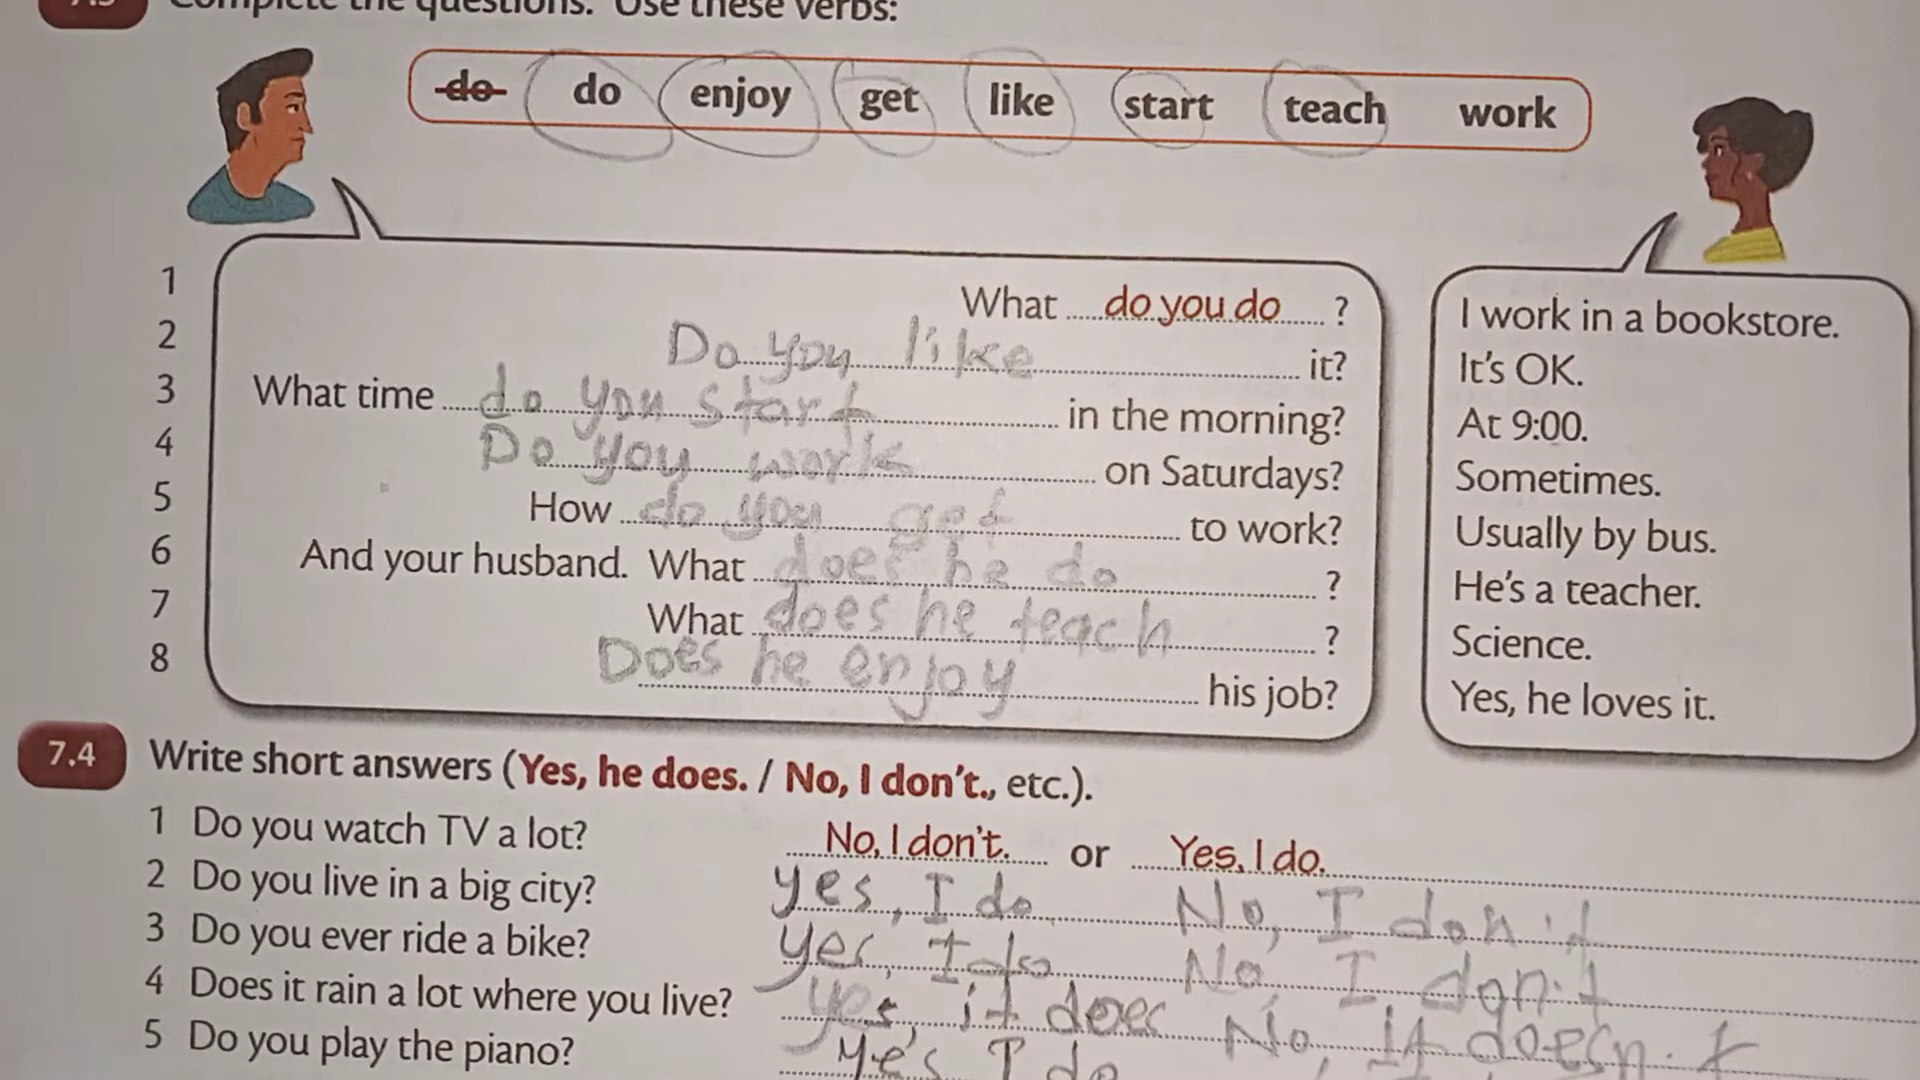 7.3 Complete the questions. Use these verbs:
do do enjoy get like start teach work
1 What do you do ? I work in a bookstore.
2 Do you like it? It's OK.
3 What time do you start in the morning? At 9:00.
4 Do you work on Saturdays? Sometimes.
5 How do you get to work? Usually by bus.
6 And your husband. What does he do ? He's a teacher.
7 What does he teach ? Science.
8 Does he enjoy his job? Yes, he loves it.
7.4 Write short answers (Yes, he does. / No, I don't., etc.).
1 Do you watch TV a lot? No, I don't. or Yes, I do.
2 Do you live in a big city? yes, I do No, I don't
3 Do you ever ride a bike? yes, I do No, I don't
4 Does it rain a lot where you live? yes, it does No, it doesn't
5 Do you play the piano? Yes I do